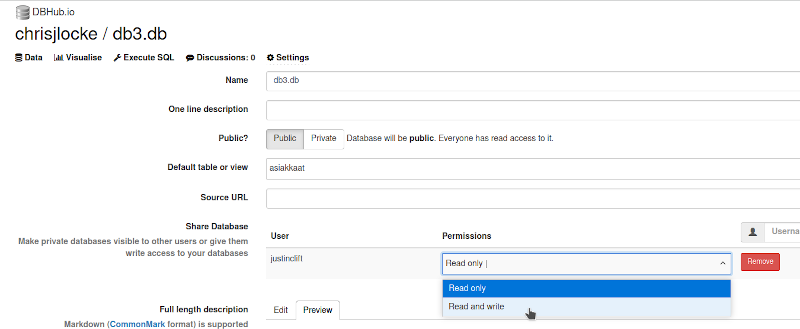 DBHub.io
chrisjlocke / db3.db
Data Visualise Execute SQL Discussions: 0 Settings
Name db3.db
One line description
Public? Public Private Database will be public. Everyone has read access to it.
Default table or view asiakkaat
Source URL
Share Database
Make private databases visible to other users or give them
write access to your databases
User Permissions
justinclift Read only Remove
Read only
Read and write
Full length description
Markdown (CommonMark format) is supported
Edit Preview